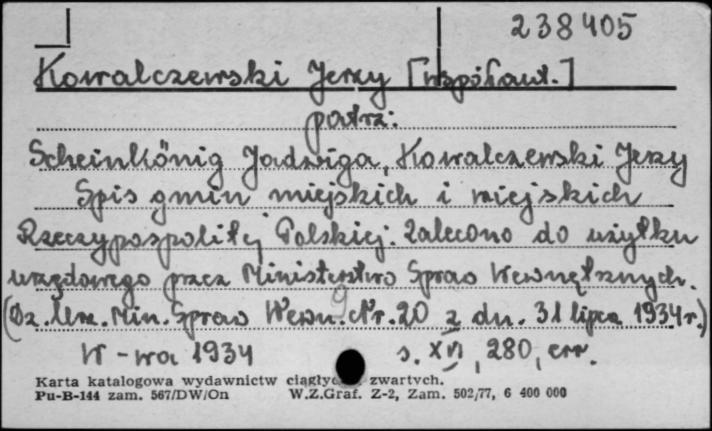 238405
Kowalczewski Jerzy [współaut.]
patrz:
Scheinkönig Jadwiga, Kowalczewski Jerzy
Spis gmin miejskich i wiejskich
Rzeczypospolitej Polskiej. Zalecono do użytku
urzędowego przez Ministerstwo Spraw Wewnętrznych.
(Dz. Urz. Min. Spraw Wewn. Nr. 20 z dn. 31 lipca 1934 r.)
W-wa 1934 s. XVI, 280, err.
Karta katalogowa wydawnictw ciągłyc zwartych.
Pu-B-144 zam. 567/DW/On W.Z.Graf. Z-2, Zam. 502/77, 6 400 000